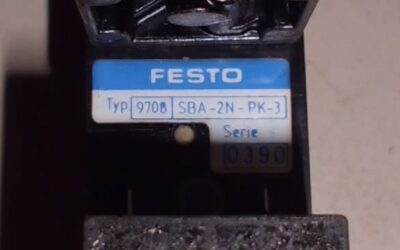 FESTO
Typ 9708 SBA-2N-PK-3
Serie
0390